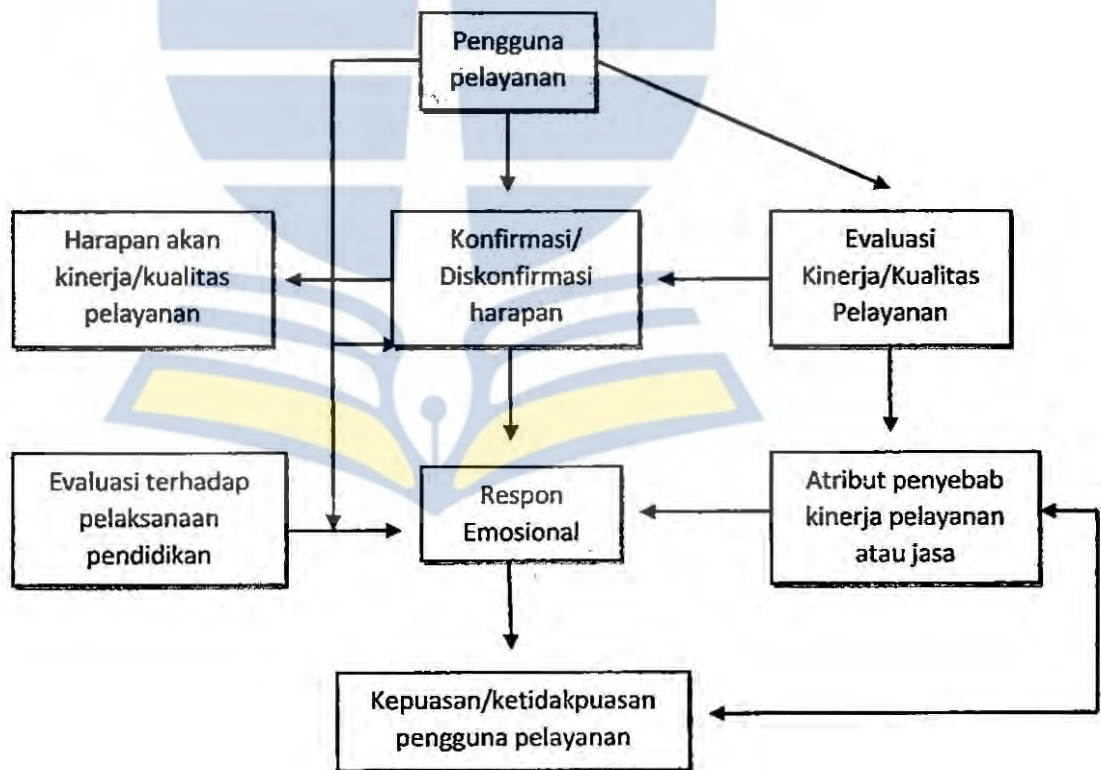 Pengguna
pelayanan
Harapan akan
kinerja/kualitas
pelayanan
Konfirmasi/
Diskonfirmasi
harapan
Evaluasi
Kinerja/Kualitas
Pelayanan
Evaluasi terhadap
pelaksanaan
pendidikan
Respon
Emosional
Atribut penyebab
kinerja pelayanan
atau jasa
Kepuasan/ketidakpuasan
pengguna pelayanan